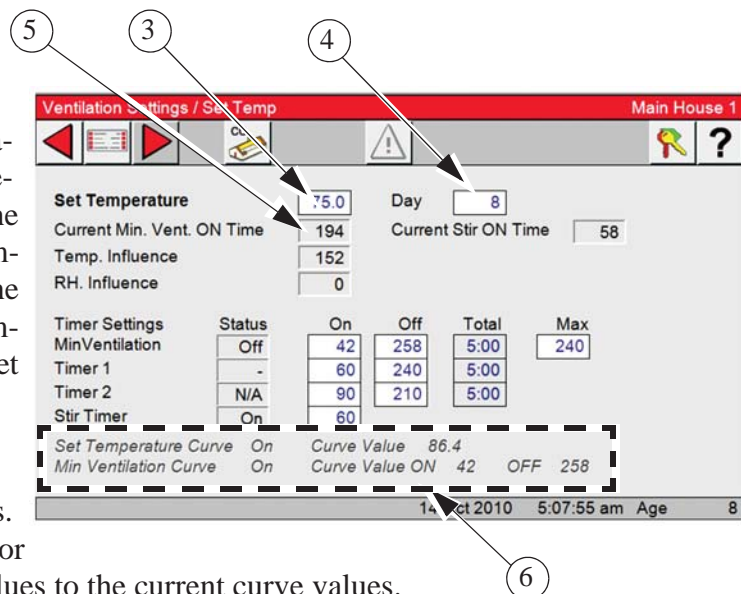 5 3 4
Ventilation Settings / Set Temp Main House 1
?
Set Temperature 75.0 Day 8
Current Min. Vent. ON Time 194 Current Stir ON Time 58
Temp. Influence 152
RH. Influence 0
Timer Settings Status On Off Total Max
MinVentilation Off 42 258 5:00 240
Timer 1 - 60 240 5:00
Timer 2 N/A 90 210 5:00
Stir Timer On 60
Set Temperature Curve On Curve Value 86.4
Min Ventilation Curve On Curve Value ON 42 OFF 258
2010 5:07:55 am Age 8
or
to the current curve values.
6